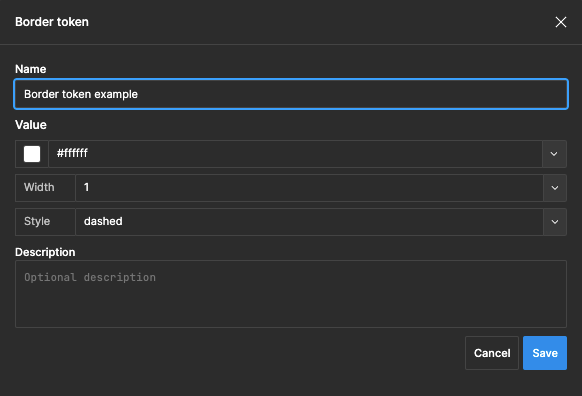 Border token
Name
Border token example
Value
#ffffff
Width 1
Style dashed
Description
Optional description
Cancel Save